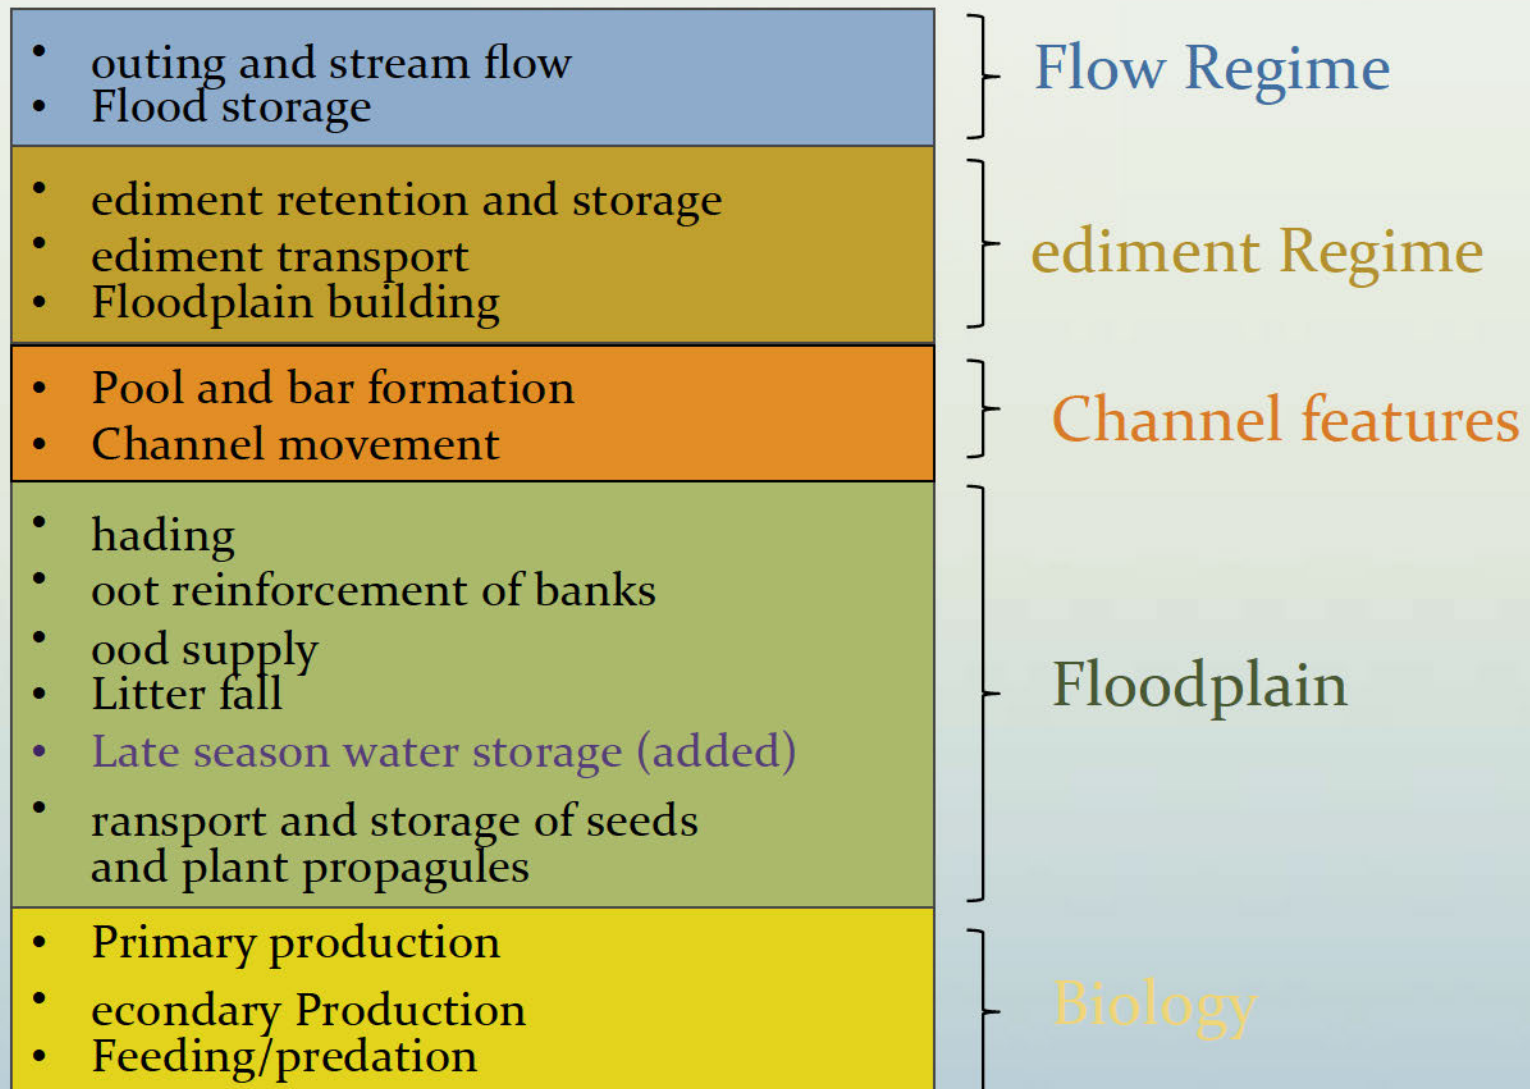 • outing and stream flow
• Flood storage
Flow Regime
• ediment retention and storage
• ediment transport
• Floodplain building
ediment Regime
• Pool and bar formation
• Channel movement
Channel features
• hading
• oot reinforcement of banks
• ood supply
• Litter fall
• Late season water storage (added)
• ransport and storage of seeds
and plant propagules
Floodplain
• Primary production
• econdary Production
• Feeding/predation
Biology